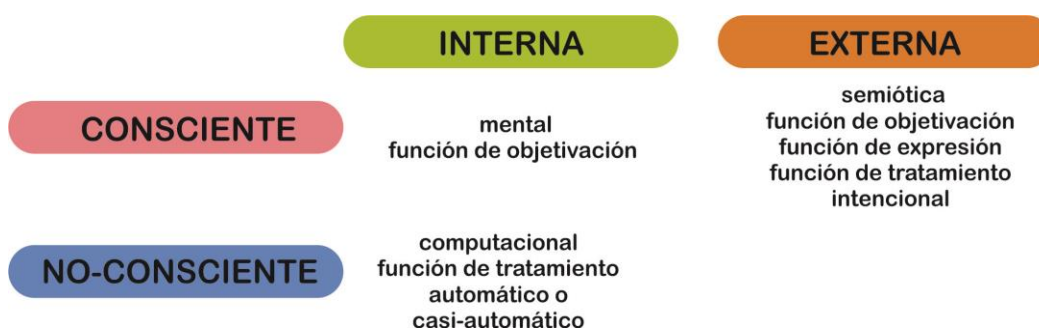 INTERNA
EXTERNA
CONSCIENTE
mental
función de objetivación
semiótica
función de objetivación
función de expresión
función de tratamiento
intencional
NO-CONSCIENTE
computacional
función de tratamiento
automático o
casi-automático